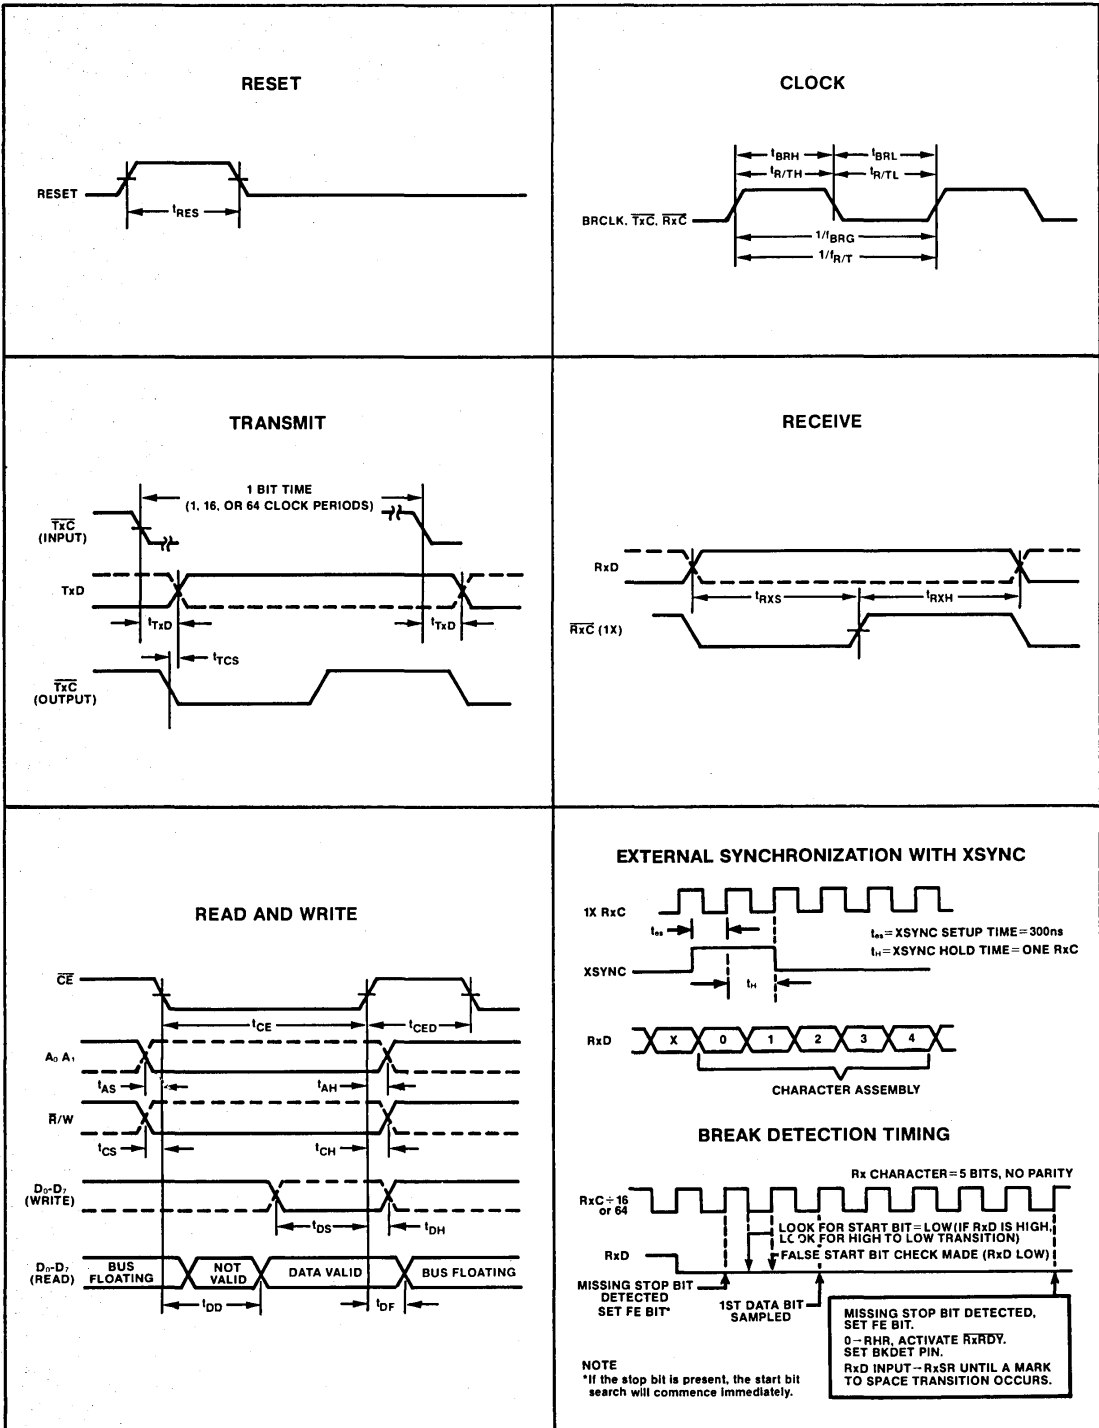 RESET
RESET
tRES
CLOCK
tBRH
tBRL
tR/TH
tR/TL
BRCLK, TxC, RxC
1/fBRG
1/fR/T
TRANSMIT
1 BIT TIME
(1, 16, OR 64 CLOCK PERIODS)
TxC
(INPUT)
TxD
tTxD
tTxD
tTCS
TxC
(OUTPUT)
RECEIVE
RxD
tRXS
tRXH
RxC (1X)
READ AND WRITE
CE
tCE
tCED
A0 A1
tAS
tAH
R/W
tCS
tCH
D0-D7
(WRITE)
tDS
tDH
D0-D7
(READ)
BUS
FLOATING
NOT
VALID
DATA VALID
BUS FLOATING
tDD
tDF
EXTERNAL SYNCHRONIZATION WITH XSYNC
1X RxC
tes
tes=XSYNC SETUP TIME=300ns
tH=XSYNC HOLD TIME=ONE RxC
XSYNC
tH
RxD
X
0
1
2
3
4
CHARACTER ASSEMBLY
BREAK DETECTION TIMING
Rx CHARACTER=5 BITS, NO PARITY
RxC÷16
or 64
LOOK FOR START BIT=LOW(IF RxD IS HIGH,
LOOK FOR HIGH TO LOW TRANSITION)
RxD
FALSE START BIT CHECK MADE (RxD LOW)
MISSING STOP BIT
DETECTED
SET FE BIT*
1ST DATA BIT
SAMPLED
MISSING STOP BIT DETECTED,
SET FE BIT.
0→RHR, ACTIVATE RxRDY.
SET BKDET PIN.
RxD INPUT→RxSR UNTIL A MARK
TO SPACE TRANSITION OCCURS.
NOTE
*If the stop bit is present, the start bit
search will commence immediately.